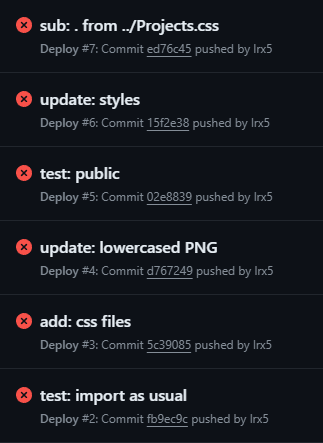 sub: . from ../Projects.css
Deploy #7: Commit ed76c45 pushed by lrx5
update: styles
Deploy #6: Commit 15f2e38 pushed by lrx5
test: public
Deploy #5: Commit 02e8839 pushed by lrx5
update: lowercased PNG
Deploy #4: Commit d767249 pushed by lrx5
add: css files
Deploy #3: Commit 5c39085 pushed by lrx5
test: import as usual
Deploy #2: Commit fb9ec9c pushed by lrx5